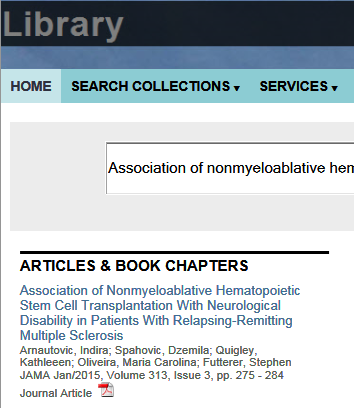 Library
HOME SEARCH COLLECTIONS ▾ SERVICES ▾
Association of nonmyeloablative hem
ARTICLES & BOOK CHAPTERS
Association of Nonmyeloablative Hematopoietic
Stem Cell Transplantation With Neurological
Disability in Patients With Relapsing-Remitting
Multiple Sclerosis
Arnautovic, Indira; Spahovic, Dzemila; Quigley,
Kathleeen; Oliveira, Maria Carolina; Futterer, Stephen
JAMA Jan/2015, Volume 313, Issue 3, pp. 275 - 284
Journal Article